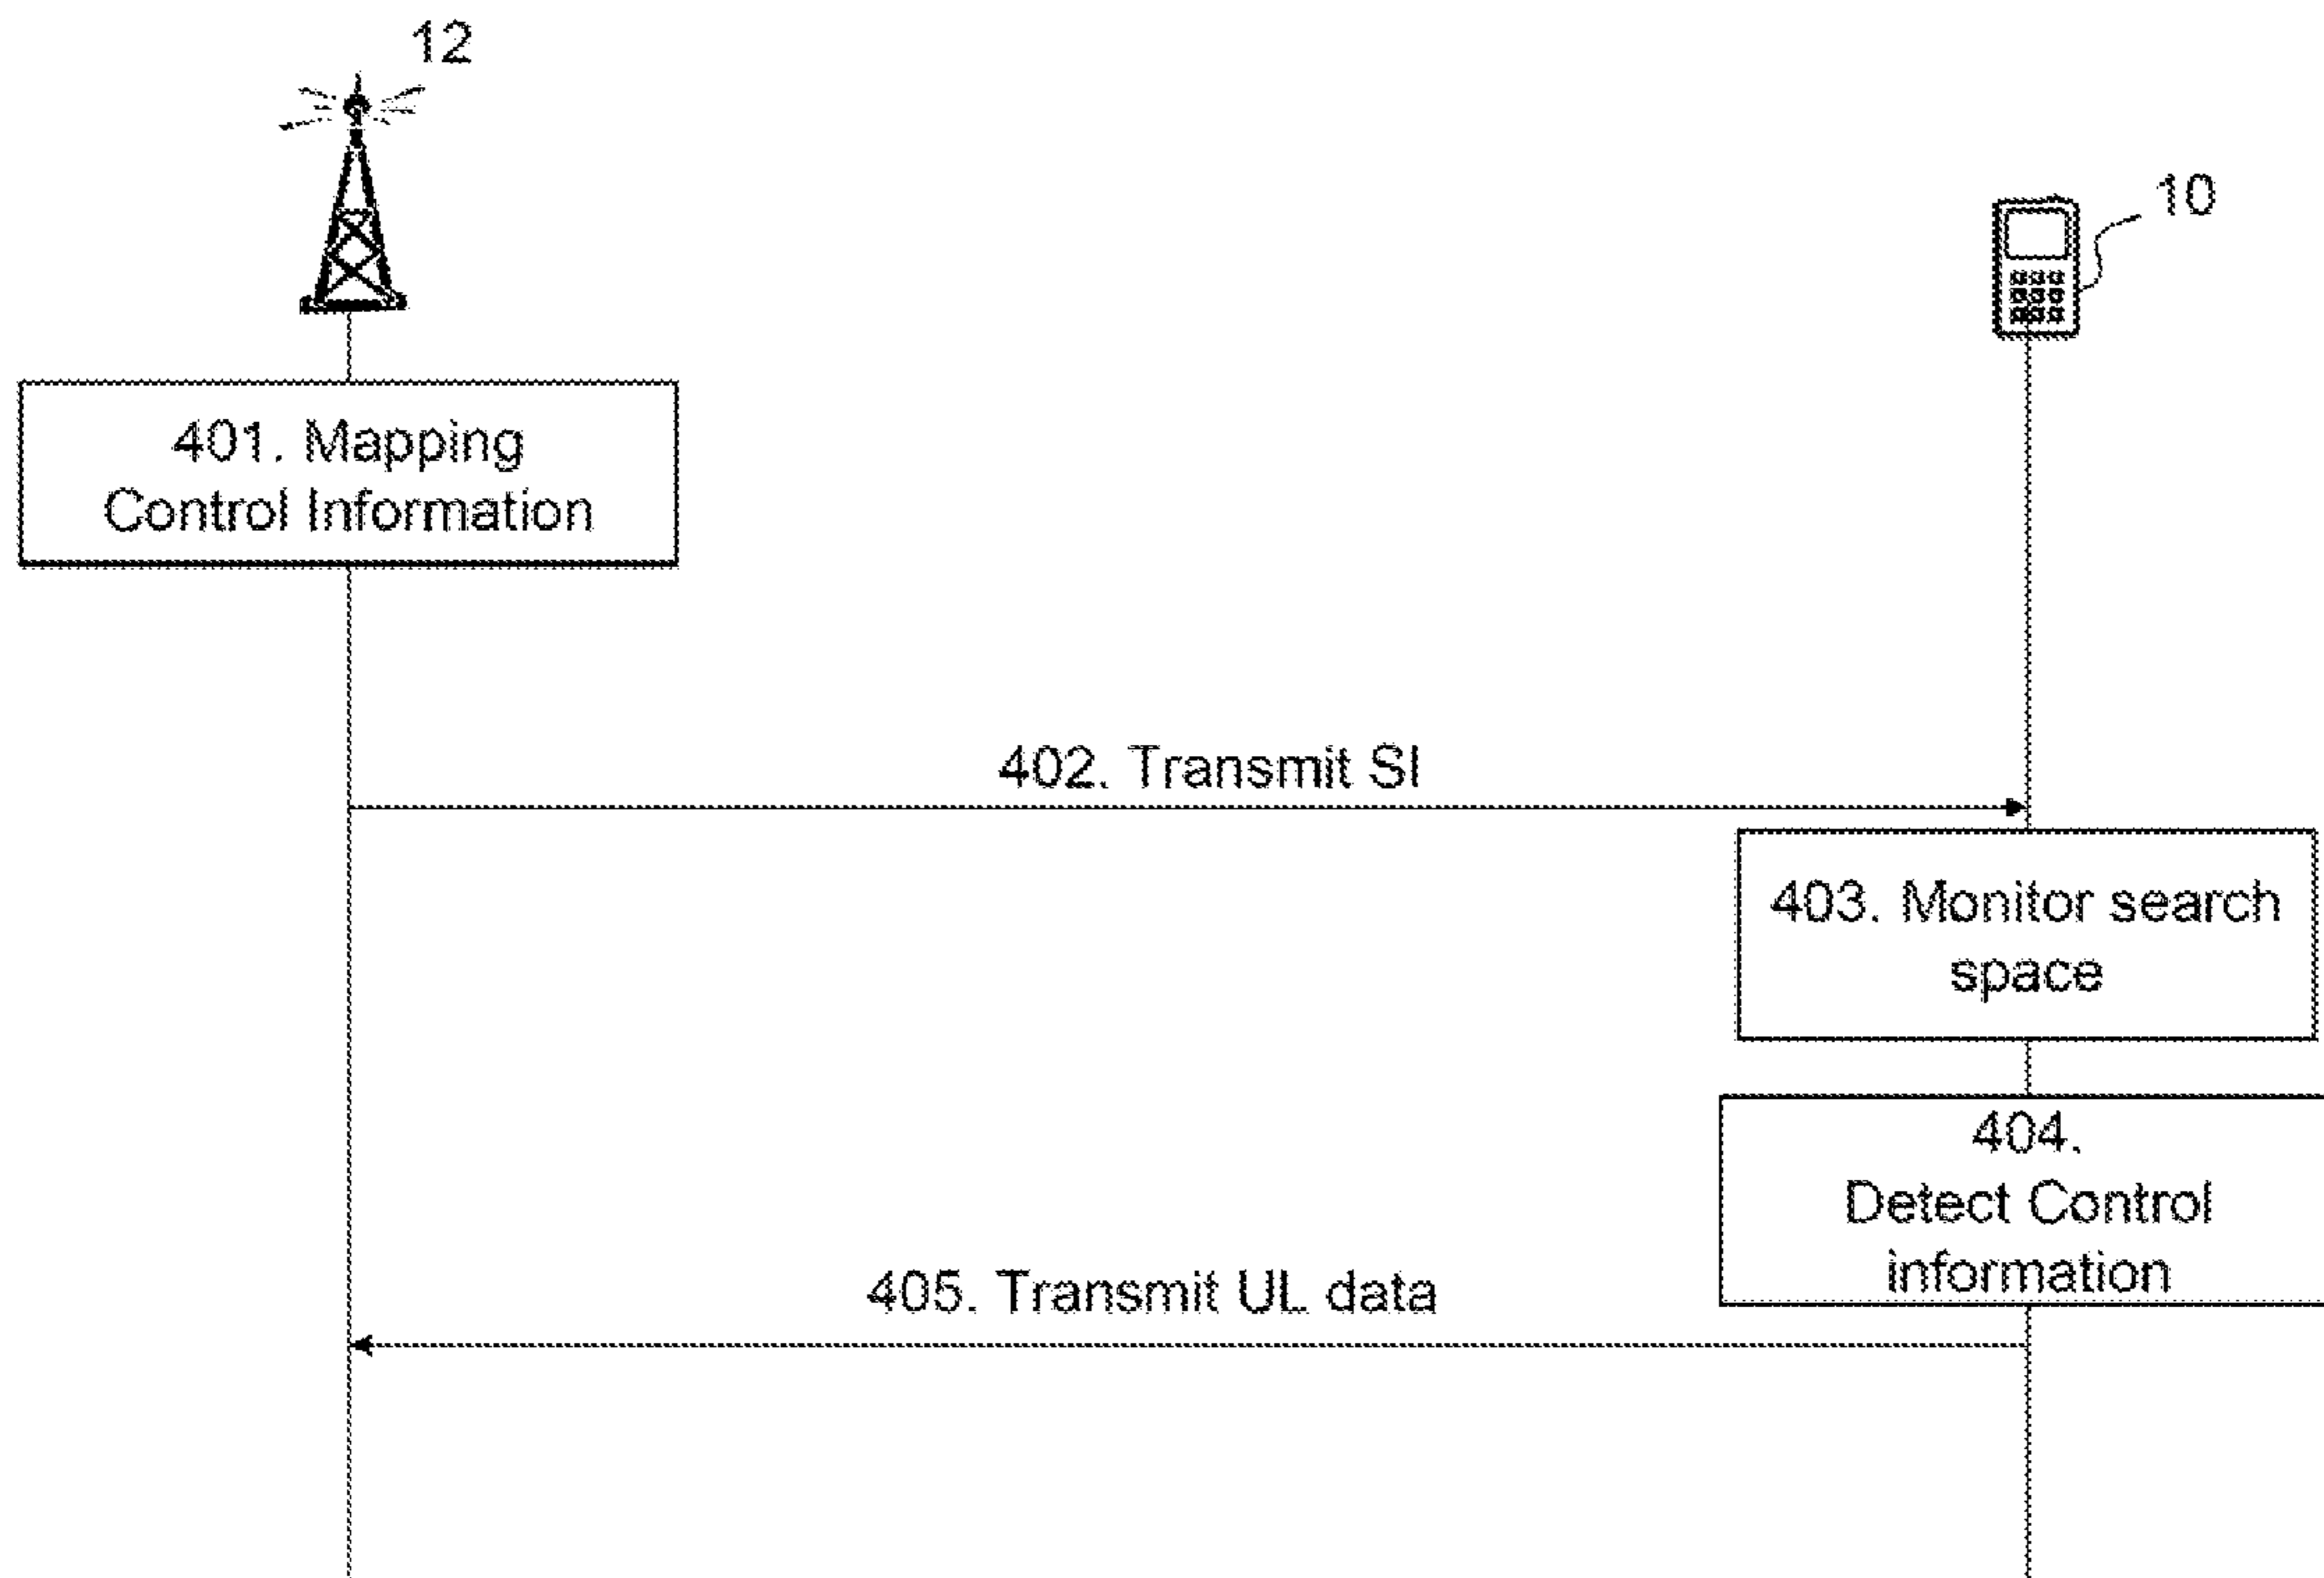 12
10
401. Mapping
Control Information
402. Transmit SI
403. Monitor search
space
404.
Detect Control
information
405. Transmit UL data